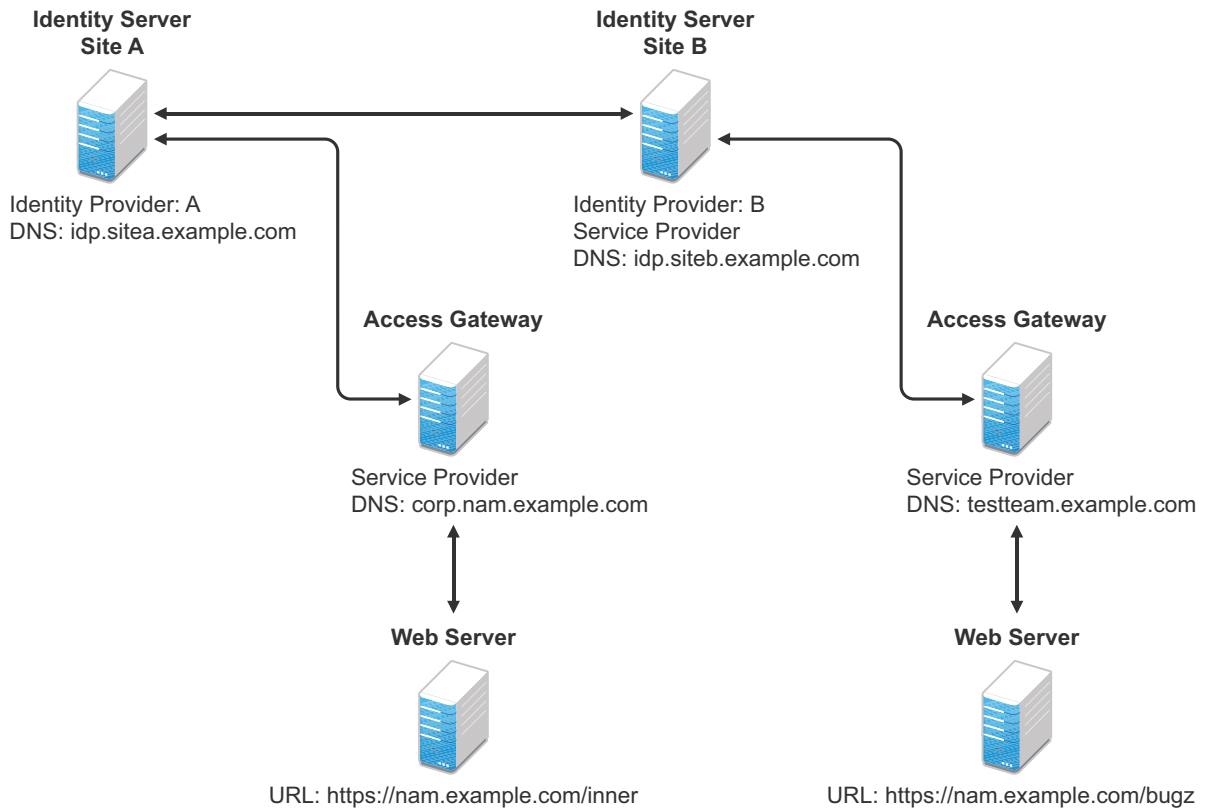 Identity Server
Site A
Identity Server
Site B
Identity Provider: A
DNS: idp.sitea.example.com
Identity Provider: B
Service Provider
DNS: idp.siteb.example.com
Access Gateway
Access Gateway
Service Provider
DNS: corp.nam.example.com
Service Provider
DNS: testteam.example.com
Web Server
Web Server
URL: https://nam.example.com/inner
URL: https://nam.example.com/bugz